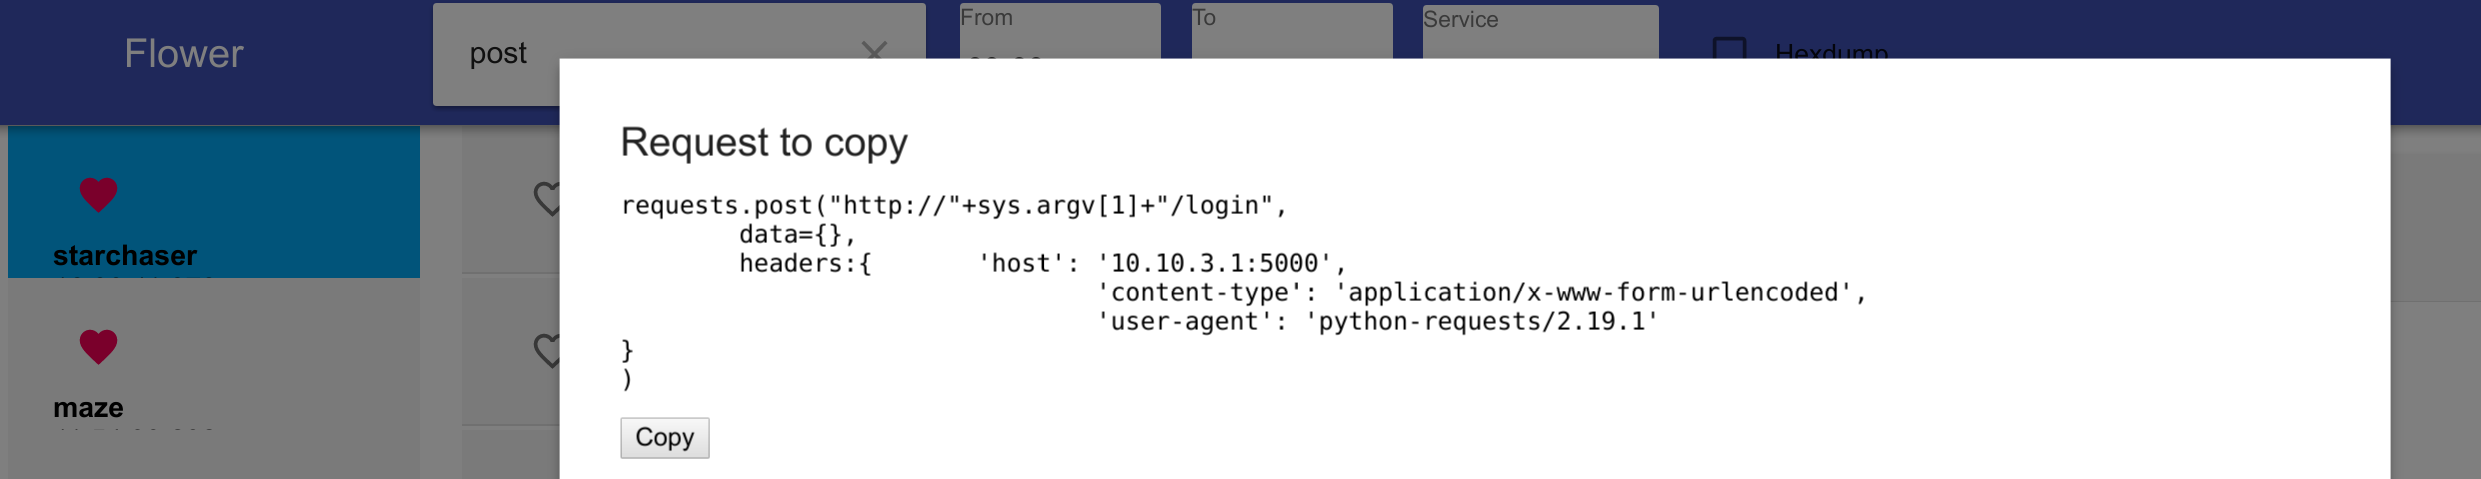 Flower
post
From
To
Service
Hexdump
Request to copy
requests.post("http://"+sys.argv[1]+"/login",
data={},
headers:{ 'host': '10.10.3.1:5000',
'content-type': 'application/x-www-form-urlencoded',
'user-agent': 'python-requests/2.19.1'
}
)
Copy
starchaser
maze